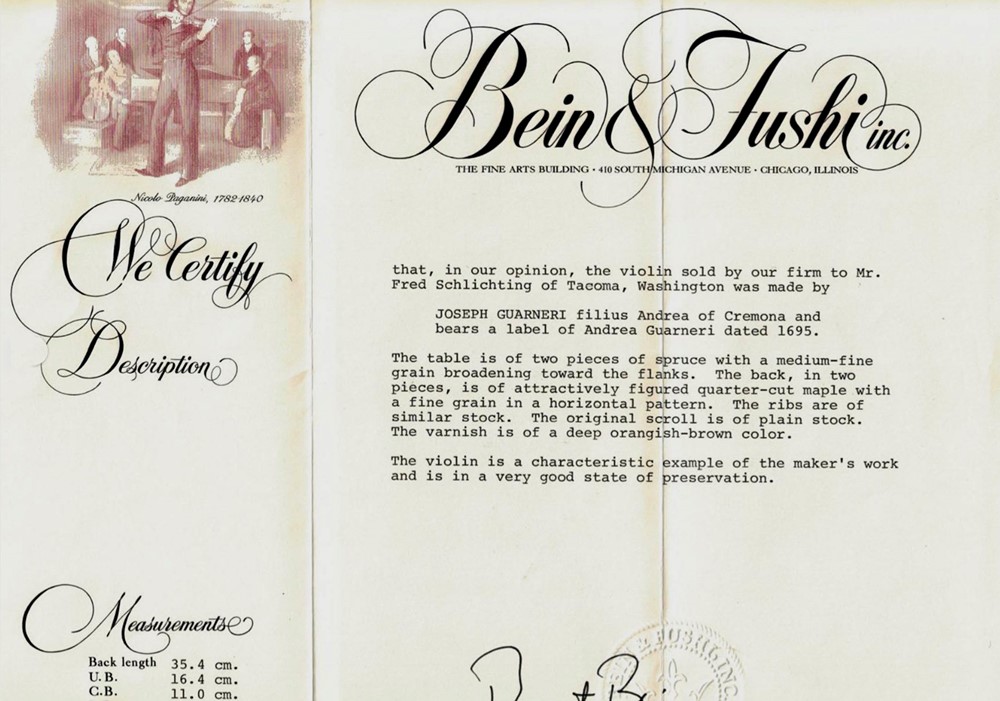 Bein & Fushi inc.
THE FINE ARTS BUILDING • 410 SOUTH MICHIGAN AVENUE • CHICAGO, ILLINOIS
Nicolo Paganini, 1782-1840
We Certify
that, in our opinion, the violin sold by our firm to Mr.
Fred Schlichting of Tacoma, Washington was made by
JOSEPH GUARNERI filius Andrea of Cremona and
bears a label of Andrea Guarneri dated 1695.
Description
The table is of two pieces of spruce with a medium-fine
grain broadening toward the flanks. The back, in two
pieces, is of attractively figured quarter-cut maple with
a fine grain in a horizontal pattern. The ribs are of
similar stock. The original scroll is of plain stock.
The varnish is of a deep orangish-brown color.
The violin is a characteristic example of the maker's work
and is in a very good state of preservation.
Measurements
Back length 35.4 cm.
U.B. 16.4 cm.
C.B. 11.0 cm.
BEIN & FUSHI, INC.